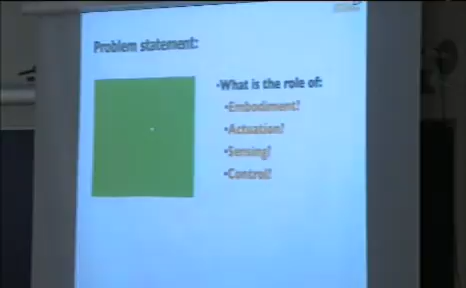 Problem statement:
•What is the role of:
•Embodiment?
•Actuation?
•Sensing?
•Control?